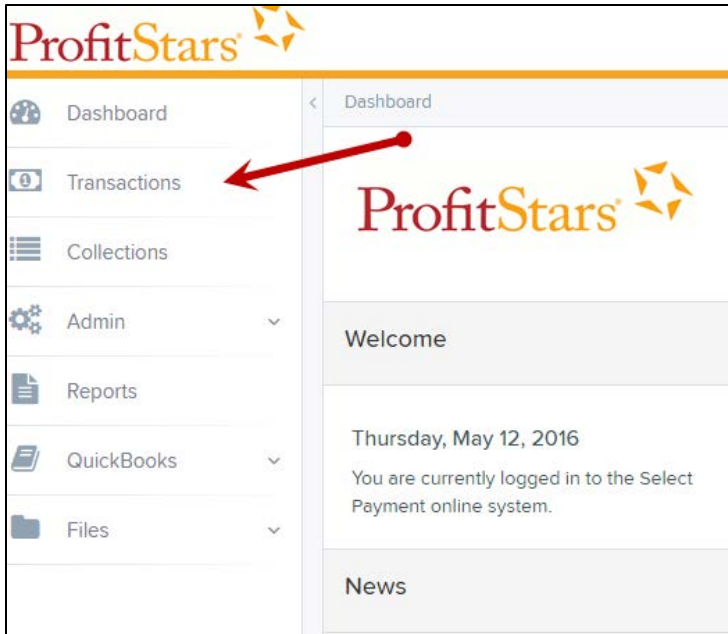 ProfitStars
Dashboard
Transactions
Collections
Admin
Reports
QuickBooks
Files
Dashboard
ProfitStars
Welcome
Thursday, May 12, 2016
You are currently logged in to the Select
Payment online system.
News